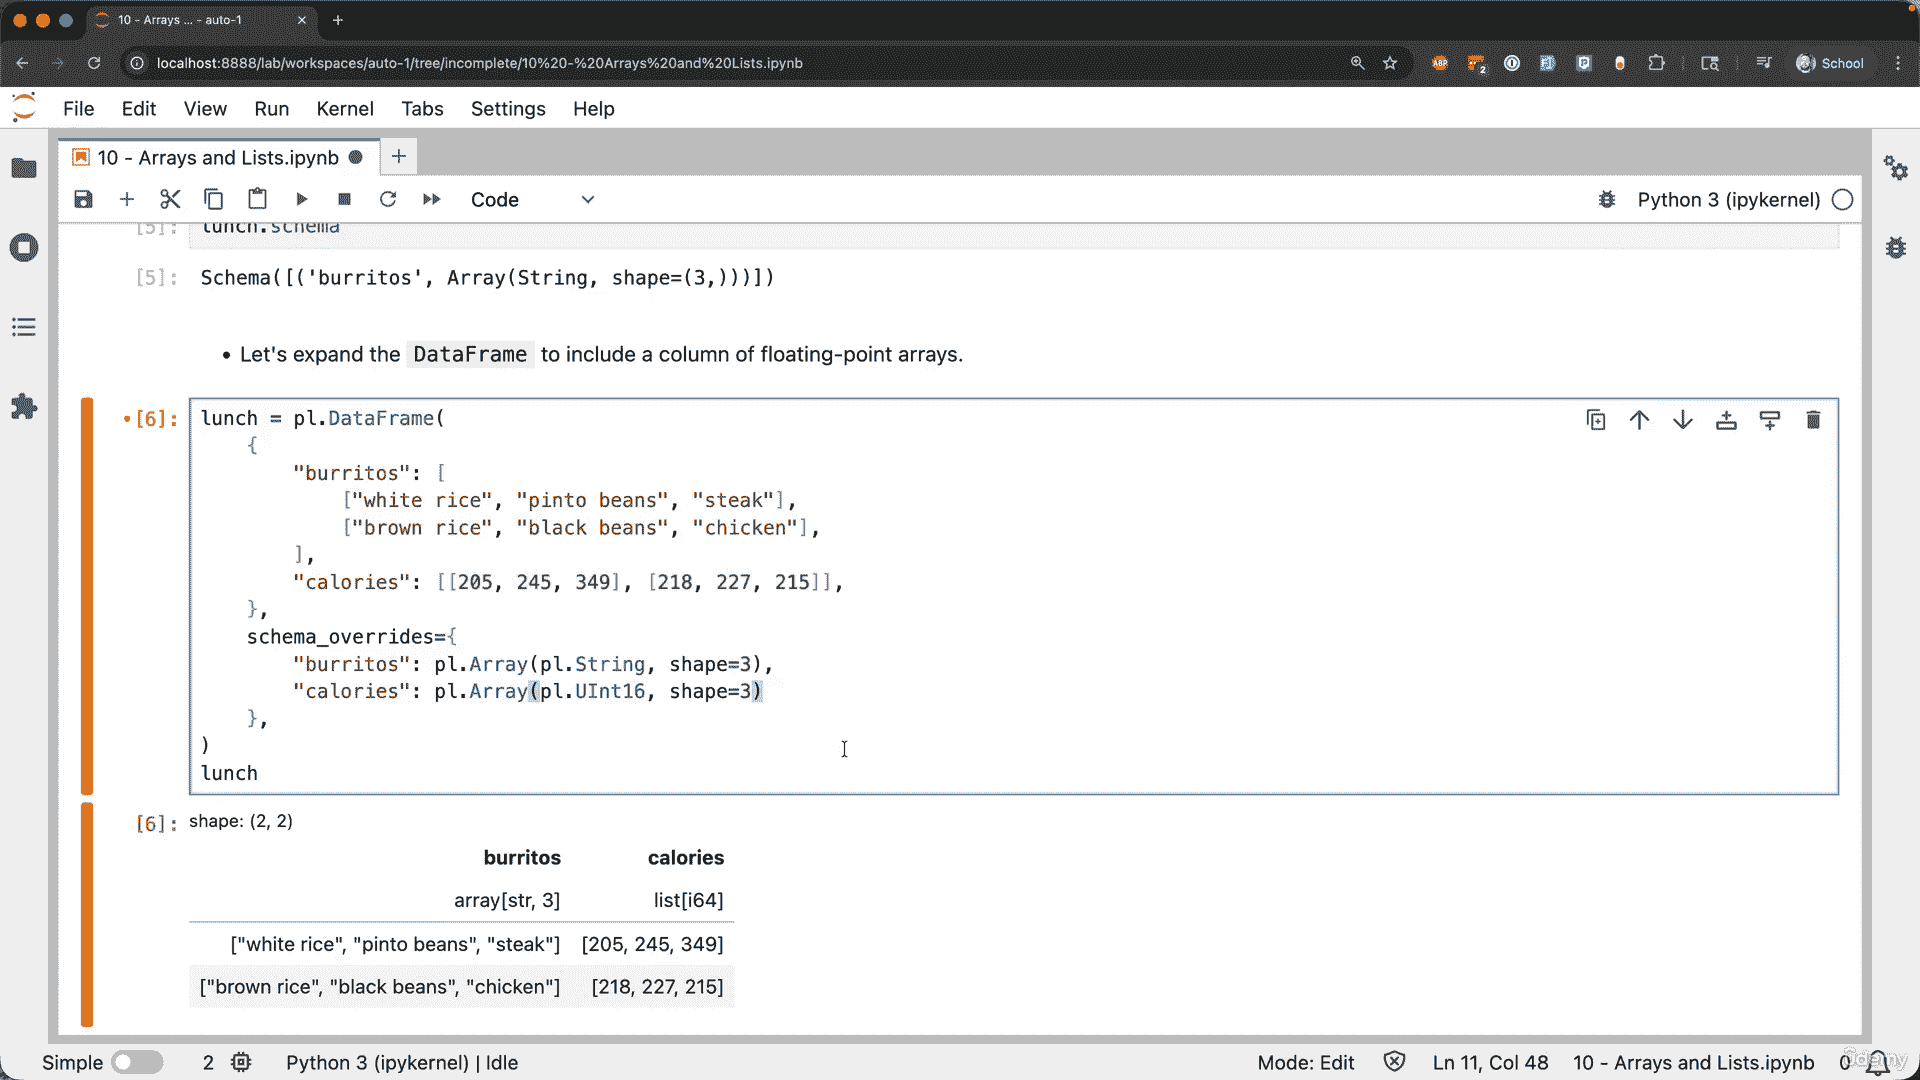 10 - Arrays ... - auto-1
localhost:8888/lab/workspaces/auto-1/tree/incomplete/10%20-%20Arrays%20and%20Lists.ipynb
ABP
2
School
File Edit View Run Kernel Tabs Settings Help
10 - Arrays and Lists.ipynb
Code
Python 3 (ipykernel)
[5]: lunch.schema
[5]: Schema([('burritos', Array(String, shape=(3,)))])
• Let's expand the DataFrame to include a column of floating-point arrays.
[6]: lunch = pl.DataFrame(
{
"burritos": [
["white rice", "pinto beans", "steak"],
["brown rice", "black beans", "chicken"],
],
"calories": [[205, 245, 349], [218, 227, 215]],
},
schema_overrides={
"burritos": pl.Array(pl.String, shape=3),
"calories": pl.Array(pl.UInt16, shape=3)
},
)
lunch
[6]: shape: (2, 2)
burritos calories
array[str, 3] list[i64]
["white rice", "pinto beans", "steak"] [205, 245, 349]
["brown rice", "black beans", "chicken"] [218, 227, 215]
Simple 2 Python 3 (ipykernel) | Idle Mode: Edit Ln 11, Col 48 10 - Arrays and Lists.ipynb 0
udemy